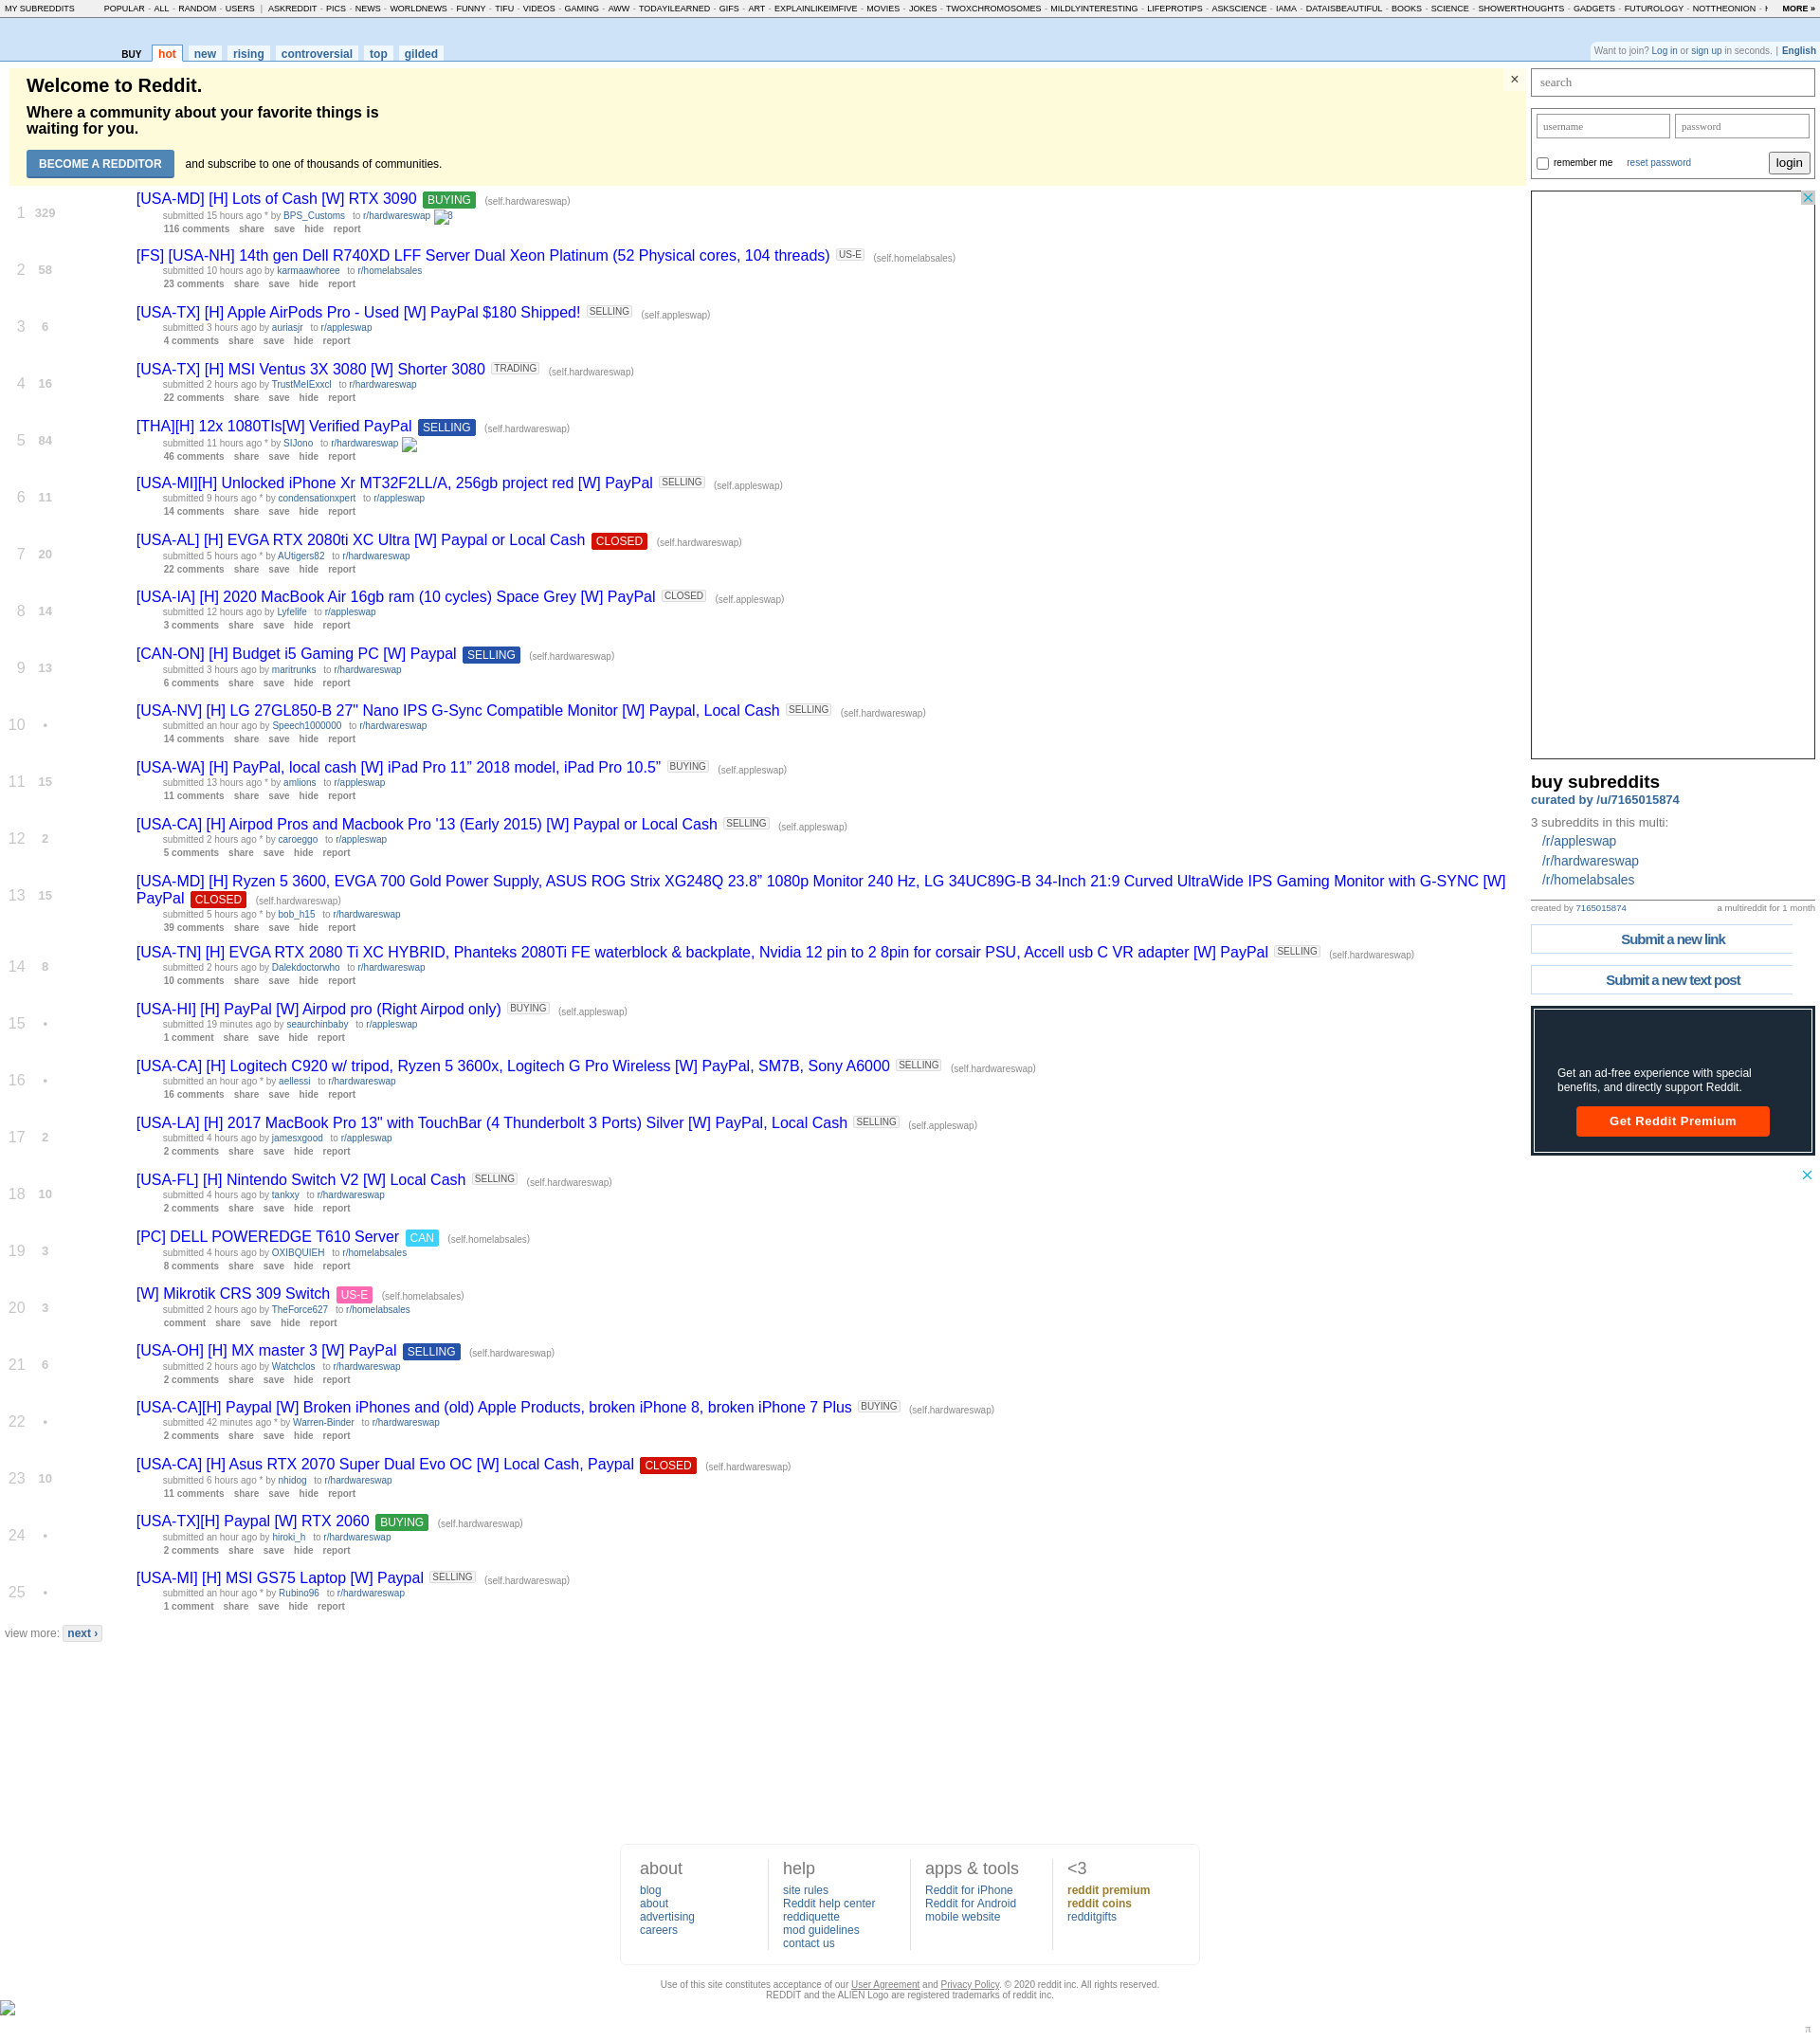 MY SUBREDDITS POPULAR - ALL - RANDOM - USERS | ASKREDDIT - PICS - NEWS - WORLDNEWS - FUNNY - TIFU - VIDEOS - GAMING - AWW - TODAYILEARNED - GIFS - ART - EXPLAINLIKEIMFIVE - MOVIES - JOKES - TWOXCHROMOSOMES - MILDLYINTERESTING - LIFEPROTIPS - ASKSCIENCE - IAMA - DATAISBEAUTIFUL - BOOKS - SCIENCE - SHOWERTHOUGHTS - GADGETS - FUTUROLOGY - NOTTHEONION - MORE »
BUY hot new rising controversial top gilded
Want to join? Log in or sign up in seconds. | English
Welcome to Reddit.
Where a community about your favorite things is
waiting for you.
BECOME A REDDITOR and subscribe to one of thousands of communities.
×
1 329 [USA-MD] [H] Lots of Cash [W] RTX 3090 BUYING (self.hardwareswap)
submitted 15 hours ago * by BPS_Customs to r/hardwareswap 8
116 comments share save hide report
2 58 [FS] [USA-NH] 14th gen Dell R740XD LFF Server Dual Xeon Platinum (52 Physical cores, 104 threads) US-E (self.homelabsales)
submitted 10 hours ago by karmaawhoree to r/homelabsales
23 comments share save hide report
3 6 [USA-TX] [H] Apple AirPods Pro - Used [W] PayPal $180 Shipped! SELLING (self.appleswap)
submitted 3 hours ago by auriasjr to r/appleswap
4 comments share save hide report
4 16 [USA-TX] [H] MSI Ventus 3X 3080 [W] Shorter 3080 TRADING (self.hardwareswap)
submitted 2 hours ago by TrustMeIExxcl to r/hardwareswap
22 comments share save hide report
5 84 [THA][H] 12x 1080TIs[W] Verified PayPal SELLING (self.hardwareswap)
submitted 11 hours ago * by SIJono to r/hardwareswap
46 comments share save hide report
6 11 [USA-MI][H] Unlocked iPhone Xr MT32F2LL/A, 256gb project red [W] PayPal SELLING (self.appleswap)
submitted 9 hours ago * by condensationxpert to r/appleswap
14 comments share save hide report
7 20 [USA-AL] [H] EVGA RTX 2080ti XC Ultra [W] Paypal or Local Cash CLOSED (self.hardwareswap)
submitted 5 hours ago * by AUtigers82 to r/hardwareswap
22 comments share save hide report
8 14 [USA-IA] [H] 2020 MacBook Air 16gb ram (10 cycles) Space Grey [W] PayPal CLOSED (self.appleswap)
submitted 12 hours ago by Lyfelife to r/appleswap
3 comments share save hide report
9 13 [CAN-ON] [H] Budget i5 Gaming PC [W] Paypal SELLING (self.hardwareswap)
submitted 3 hours ago by maritrunks to r/hardwareswap
6 comments share save hide report
10 • [USA-NV] [H] LG 27GL850-B 27" Nano IPS G-Sync Compatible Monitor [W] Paypal, Local Cash SELLING (self.hardwareswap)
submitted an hour ago by Speech1000000 to r/hardwareswap
14 comments share save hide report
11 15 [USA-WA] [H] PayPal, local cash [W] iPad Pro 11” 2018 model, iPad Pro 10.5” BUYING (self.appleswap)
submitted 13 hours ago * by amlions to r/appleswap
11 comments share save hide report
12 2 [USA-CA] [H] Airpod Pros and Macbook Pro '13 (Early 2015) [W] Paypal or Local Cash SELLING (self.appleswap)
submitted 2 hours ago * by caroeggo to r/appleswap
5 comments share save hide report
13 15 [USA-MD] [H] Ryzen 5 3600, EVGA 700 Gold Power Supply, ASUS ROG Strix XG248Q 23.8” 1080p Monitor 240 Hz, LG 34UC89G-B 34-Inch 21:9 Curved UltraWide IPS Gaming Monitor with G-SYNC [W]
PayPal CLOSED (self.hardwareswap)
submitted 5 hours ago * by bob_h15 to r/hardwareswap
39 comments share save hide report
14 8 [USA-TN] [H] EVGA RTX 2080 Ti XC HYBRID, Phanteks 2080Ti FE waterblock & backplate, Nvidia 12 pin to 2 8pin for corsair PSU, Accell usb C VR adapter [W] PayPal SELLING (self.hardwareswap)
submitted 2 hours ago by Dalekdoctorwho to r/hardwareswap
10 comments share save hide report
15 • [USA-HI] [H] PayPal [W] Airpod pro (Right Airpod only) BUYING (self.appleswap)
submitted 19 minutes ago by seaurchinbaby to r/appleswap
1 comment share save hide report
16 • [USA-CA] [H] Logitech C920 w/ tripod, Ryzen 5 3600x, Logitech G Pro Wireless [W] PayPal, SM7B, Sony A6000 SELLING (self.hardwareswap)
submitted an hour ago * by aellessi to r/hardwareswap
16 comments share save hide report
17 2 [USA-LA] [H] 2017 MacBook Pro 13" with TouchBar (4 Thunderbolt 3 Ports) Silver [W] PayPal, Local Cash SELLING (self.appleswap)
submitted 4 hours ago by jamesxgood to r/appleswap
2 comments share save hide report
18 10 [USA-FL] [H] Nintendo Switch V2 [W] Local Cash SELLING (self.hardwareswap)
submitted 4 hours ago by tankxy to r/hardwareswap
2 comments share save hide report
19 3 [PC] DELL POWEREDGE T610 Server CAN (self.homelabsales)
submitted 4 hours ago by OXIBQUIEH to r/homelabsales
8 comments share save hide report
20 3 [W] Mikrotik CRS 309 Switch US-E (self.homelabsales)
submitted 2 hours ago by TheForce627 to r/homelabsales
comment share save hide report
21 6 [USA-OH] [H] MX master 3 [W] PayPal SELLING (self.hardwareswap)
submitted 2 hours ago by Watchclos to r/hardwareswap
2 comments share save hide report
22 • [USA-CA][H] Paypal [W] Broken iPhones and (old) Apple Products, broken iPhone 8, broken iPhone 7 Plus BUYING (self.hardwareswap)
submitted 42 minutes ago * by Warren-Binder to r/hardwareswap
2 comments share save hide report
23 10 [USA-CA] [H] Asus RTX 2070 Super Dual Evo OC [W] Local Cash, Paypal CLOSED (self.hardwareswap)
submitted 6 hours ago * by nhidog to r/hardwareswap
11 comments share save hide report
24 • [USA-TX][H] Paypal [W] RTX 2060 BUYING (self.hardwareswap)
submitted an hour ago by hiroki_h to r/hardwareswap
2 comments share save hide report
25 • [USA-MI] [H] MSI GS75 Laptop [W] Paypal SELLING (self.hardwareswap)
submitted an hour ago * by Rubino96 to r/hardwareswap
1 comment share save hide report
view more: next ›
search
username password
remember me reset password login
buy subreddits
curated by /u/7165015874
3 subreddits in this multi:
/r/appleswap
/r/hardwareswap
/r/homelabsales
created by 7165015874 a multireddit for 1 month
Submit a new link
Submit a new text post
Get an ad-free experience with special
benefits, and directly support Reddit.
Get Reddit Premium
about
blog
about
advertising
careers
help
site rules
Reddit help center
reddiquette
mod guidelines
contact us
apps & tools
Reddit for iPhone
Reddit for Android
mobile website
<3
reddit premium
reddit coins
redditgifts
Use of this site constitutes acceptance of our User Agreement and Privacy Policy. © 2020 reddit inc. All rights reserved.
REDDIT and the ALIEN Logo are registered trademarks of reddit inc.
π